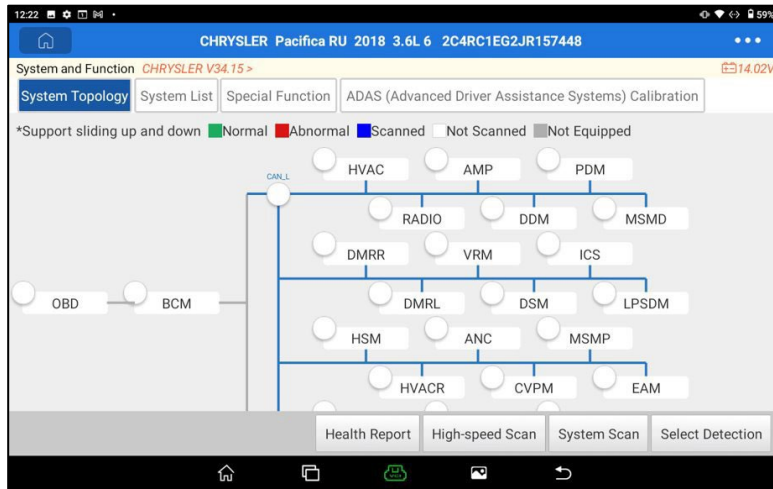 12:22 59%
CHRYSLER Pacifica RU 2018 3.6L 6 2C4RC1EG2JR157448
System and Function CHRYSLER V34.15 > 14.02V
System Topology System List Special Function ADAS (Advanced Driver Assistance Systems) Calibration
*Support sliding up and down Normal Abnormal Scanned Not Scanned Not Equipped
HVAC AMP PDM
CAN_L
RADIO DDM MSMD
DMRR VRM ICS
OBD BCM DMRL DSM LPSDM
HSM ANC MSMP
HVACR CVPM EAM
Health Report High-speed Scan System Scan Select Detection